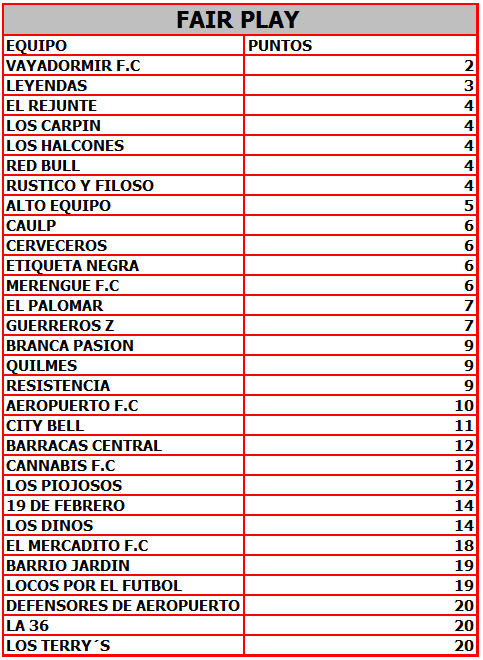 FAIR PLAY
EQUIPO PUNTOS
VAYADORMIR F.C 2
LEYENDAS 3
EL REJUNTE 4
LOS CARPIN 4
LOS HALCONES 4
RED BULL 4
RUSTICO Y FILOSO 4
ALTO EQUIPO 5
CAULP 6
CERVECEROS 6
ETIQUETA NEGRA 6
MERENGUE F.C 6
EL PALOMAR 7
GUERREROS Z 7
BRANCA PASION 9
QUILMES 9
RESISTENCIA 9
AEROPUERTO F.C 10
CITY BELL 11
BARRACAS CENTRAL 12
CANNABIS F.C 12
LOS PIOJOSOS 12
19 DE FEBRERO 14
LOS DINOS 14
EL MERCADITO F.C 18
BARRIO JARDIN 19
LOCOS POR EL FUTBOL 19
DEFENSORES DE AEROPUERTO 20
LA 36 20
LOS TERRY´S 20